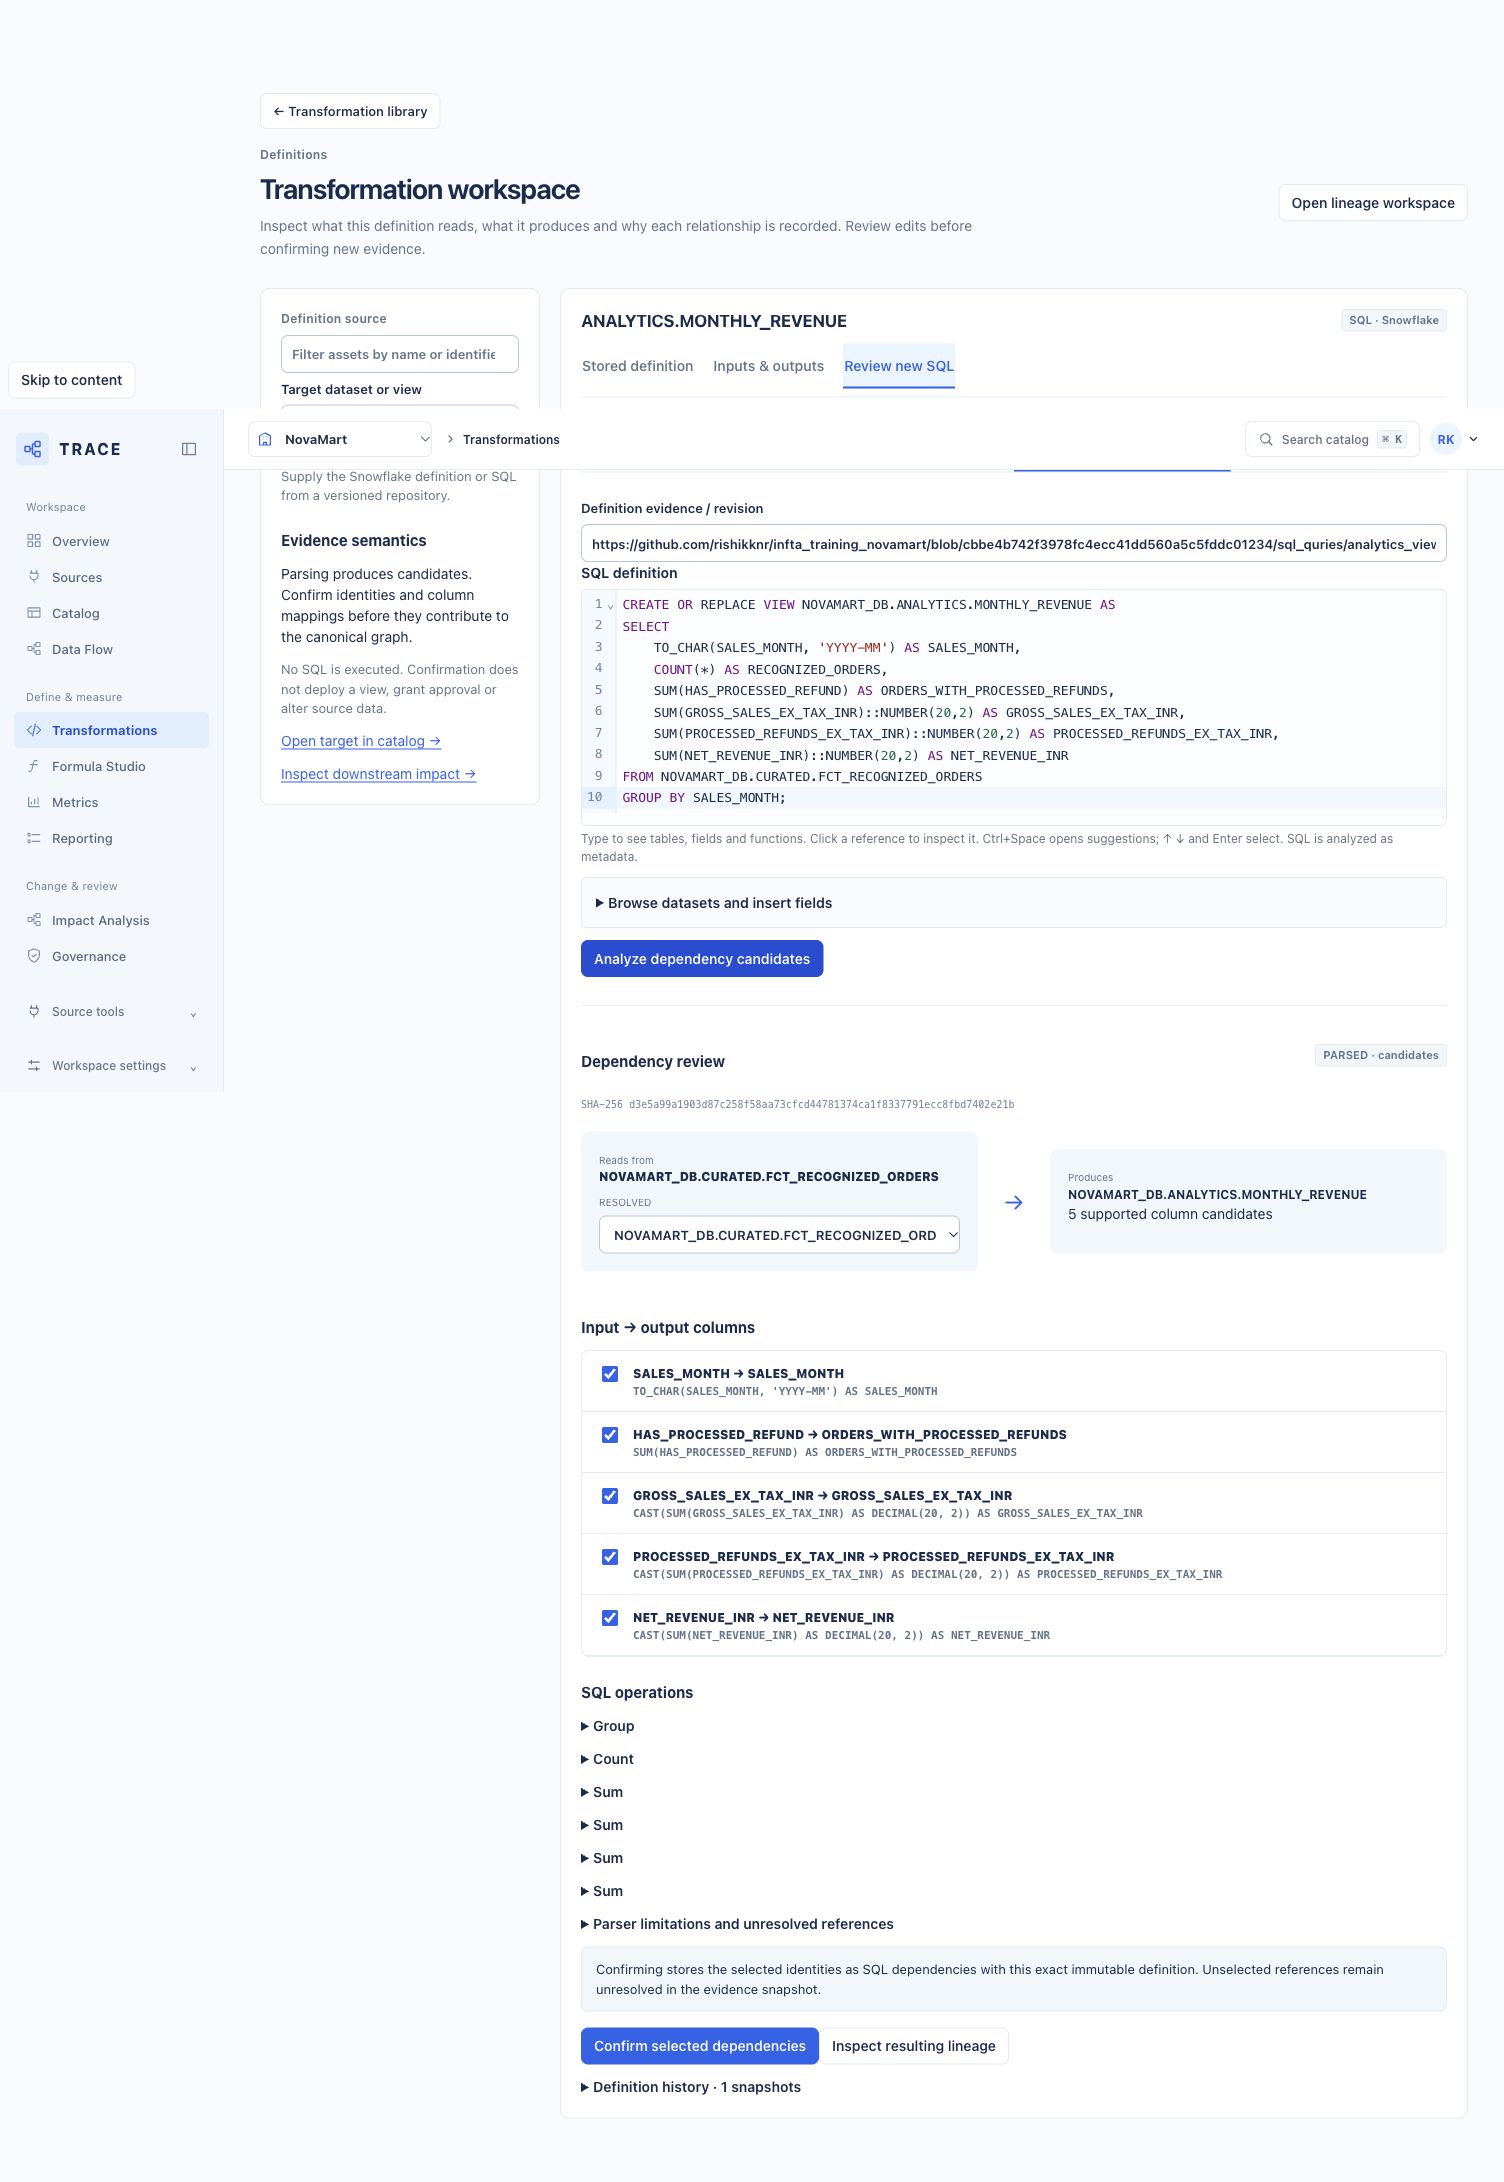 ← Transformation library
Definitions
Transformation workspace
Inspect what this definition reads, what it produces and why each relationship is recorded. Review edits before
confirming new evidence.
Open lineage workspace
Skip to content
TRACE
Workspace
Overview
Sources
Catalog
Data Flow
Define & measure
Transformations
Formula Studio
Metrics
Reporting
Change & review
Impact Analysis
Governance
Source tools
Workspace settings
NovaMart
Transformations
Search catalog ⌘ K
RK
Definition source
Filter assets by name or identifie
Target dataset or view
Supply the Snowflake definition or SQL
from a versioned repository.
Evidence semantics
Parsing produces candidates.
Confirm identities and column
mappings before they contribute to
the canonical graph.
No SQL is executed. Confirmation does
not deploy a view, grant approval or
alter source data.
Open target in catalog →
Inspect downstream impact →
ANALYTICS.MONTHLY_REVENUE
SQL · Snowflake
Stored definition
Inputs & outputs
Review new SQL
Definition evidence / revision
https://github.com/rishikknr/infta_training_novamart/blob/cbbe4b742f3978fc4ecc41dd560a5c5fddc01234/sql_quries/analytics_view
SQL definition
1 CREATE OR REPLACE VIEW NOVAMART_DB.ANALYTICS.MONTHLY_REVENUE AS
2 SELECT
3 TO_CHAR(SALES_MONTH, 'YYYY-MM') AS SALES_MONTH,
4 COUNT(*) AS RECOGNIZED_ORDERS,
5 SUM(HAS_PROCESSED_REFUND) AS ORDERS_WITH_PROCESSED_REFUNDS,
6 SUM(GROSS_SALES_EX_TAX_INR)::NUMBER(20,2) AS GROSS_SALES_EX_TAX_INR,
7 SUM(PROCESSED_REFUNDS_EX_TAX_INR)::NUMBER(20,2) AS PROCESSED_REFUNDS_EX_TAX_INR,
8 SUM(NET_REVENUE_INR)::NUMBER(20,2) AS NET_REVENUE_INR
9 FROM NOVAMART_DB.CURATED.FCT_RECOGNIZED_ORDERS
10 GROUP BY SALES_MONTH;
Type to see tables, fields and functions. Click a reference to inspect it. Ctrl+Space opens suggestions; ↑ ↓ and Enter select. SQL is analyzed as
metadata.
Browse datasets and insert fields
Analyze dependency candidates
Dependency review
PARSED · candidates
SHA-256 d3e5a99a1903d87c258f58aa73cfcd44781374ca1f8337791ecc8fbd7402e21b
Reads from
NOVAMART_DB.CURATED.FCT_RECOGNIZED_ORDERS
RESOLVED
NOVAMART_DB.CURATED.FCT_RECOGNIZED_ORD
→
Produces
NOVAMART_DB.ANALYTICS.MONTHLY_REVENUE
5 supported column candidates
Input → output columns
SALES_MONTH → SALES_MONTH
TO_CHAR(SALES_MONTH, 'YYYY-MM') AS SALES_MONTH
HAS_PROCESSED_REFUND → ORDERS_WITH_PROCESSED_REFUNDS
SUM(HAS_PROCESSED_REFUND) AS ORDERS_WITH_PROCESSED_REFUNDS
GROSS_SALES_EX_TAX_INR → GROSS_SALES_EX_TAX_INR
CAST(SUM(GROSS_SALES_EX_TAX_INR) AS DECIMAL(20, 2)) AS GROSS_SALES_EX_TAX_INR
PROCESSED_REFUNDS_EX_TAX_INR → PROCESSED_REFUNDS_EX_TAX_INR
CAST(SUM(PROCESSED_REFUNDS_EX_TAX_INR) AS DECIMAL(20, 2)) AS PROCESSED_REFUNDS_EX_TAX_INR
NET_REVENUE_INR → NET_REVENUE_INR
CAST(SUM(NET_REVENUE_INR) AS DECIMAL(20, 2)) AS NET_REVENUE_INR
SQL operations
Group
Count
Sum
Sum
Sum
Sum
Parser limitations and unresolved references
Confirming stores the selected identities as SQL dependencies with this exact immutable definition. Unselected references remain
unresolved in the evidence snapshot.
Confirm selected dependencies
Inspect resulting lineage
Definition history · 1 snapshots